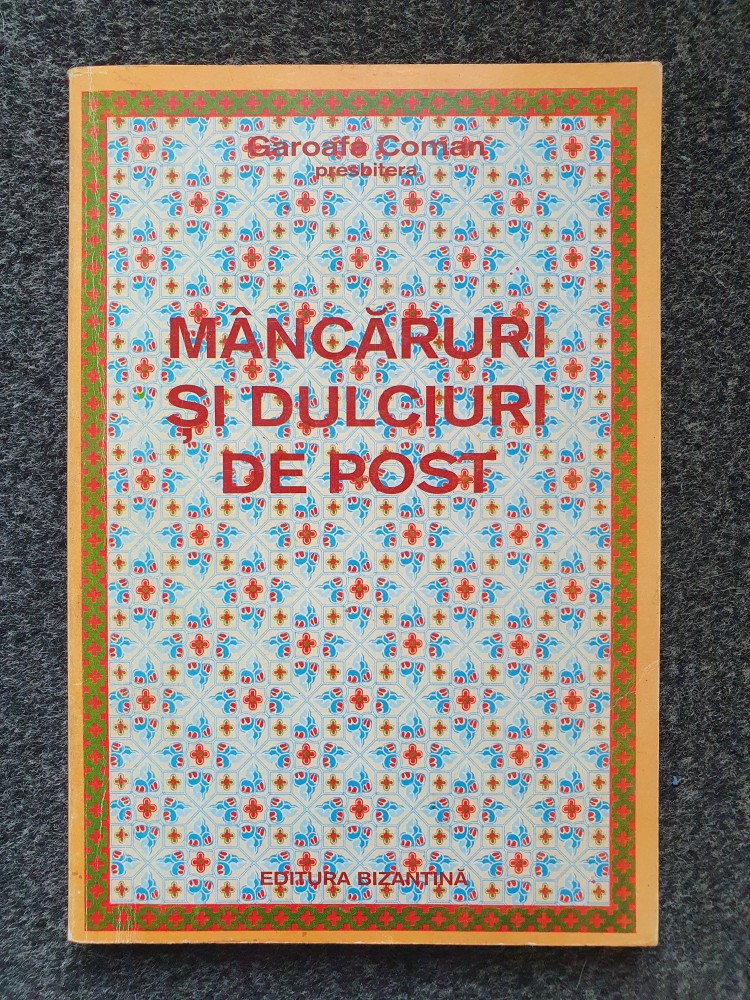 Garoafa Coman
presbitera
MÂNCĂRURI
ȘI DULCIURI
DE POST
EDITURA BIZANTINĂ